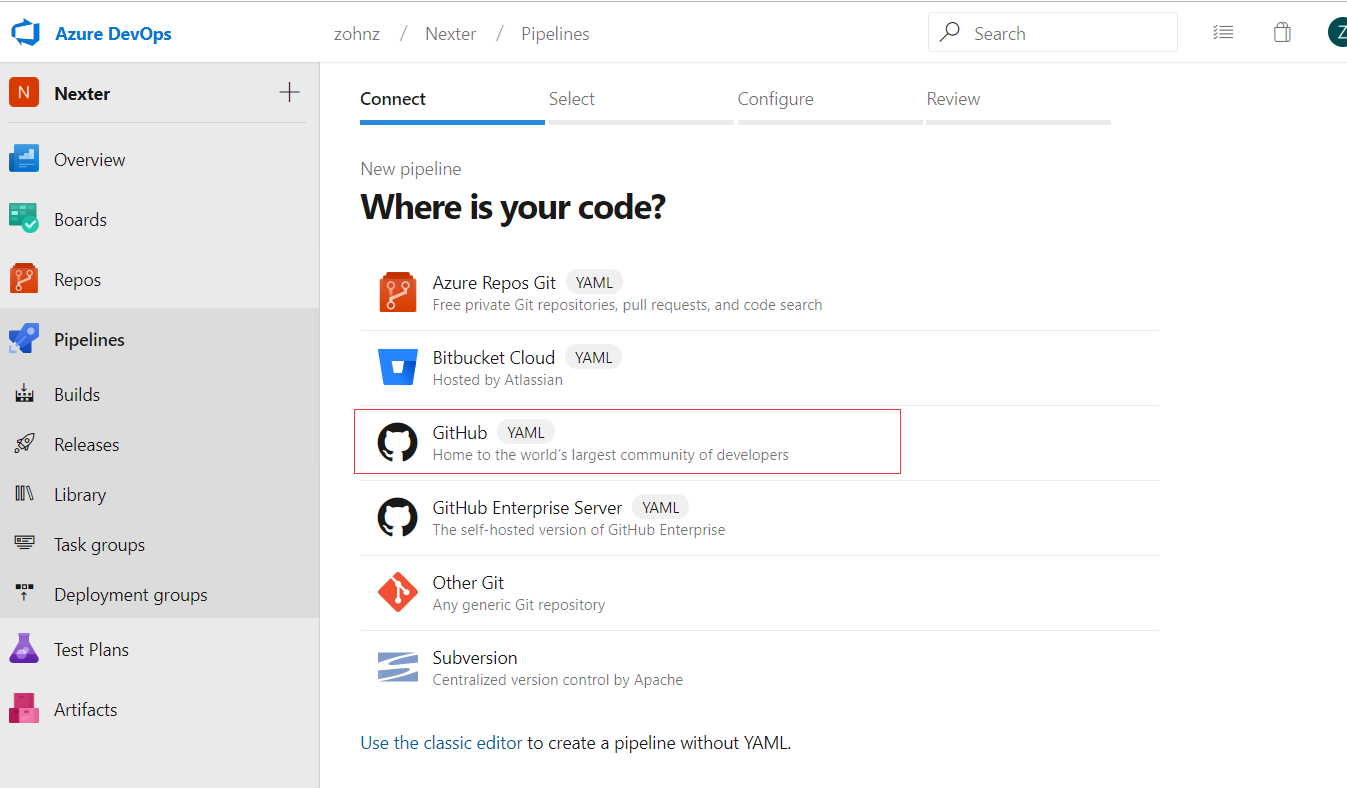 Azure DevOps
zohnz / Nexter / Pipelines
Search
Z
N Nexter
Overview
Boards
Repos
Pipelines
Builds
Releases
Library
Task groups
Deployment groups
Test Plans
Artifacts
Connect Select Configure Review
New pipeline
Where is your code?
Azure Repos Git YAML
Free private Git repositories, pull requests, and code search
Bitbucket Cloud YAML
Hosted by Atlassian
GitHub YAML
Home to the world's largest community of developers
GitHub Enterprise Server YAML
The self-hosted version of GitHub Enterprise
Other Git
Any generic Git repository
Subversion
Centralized version control by Apache
Use the classic editor to create a pipeline without YAML.